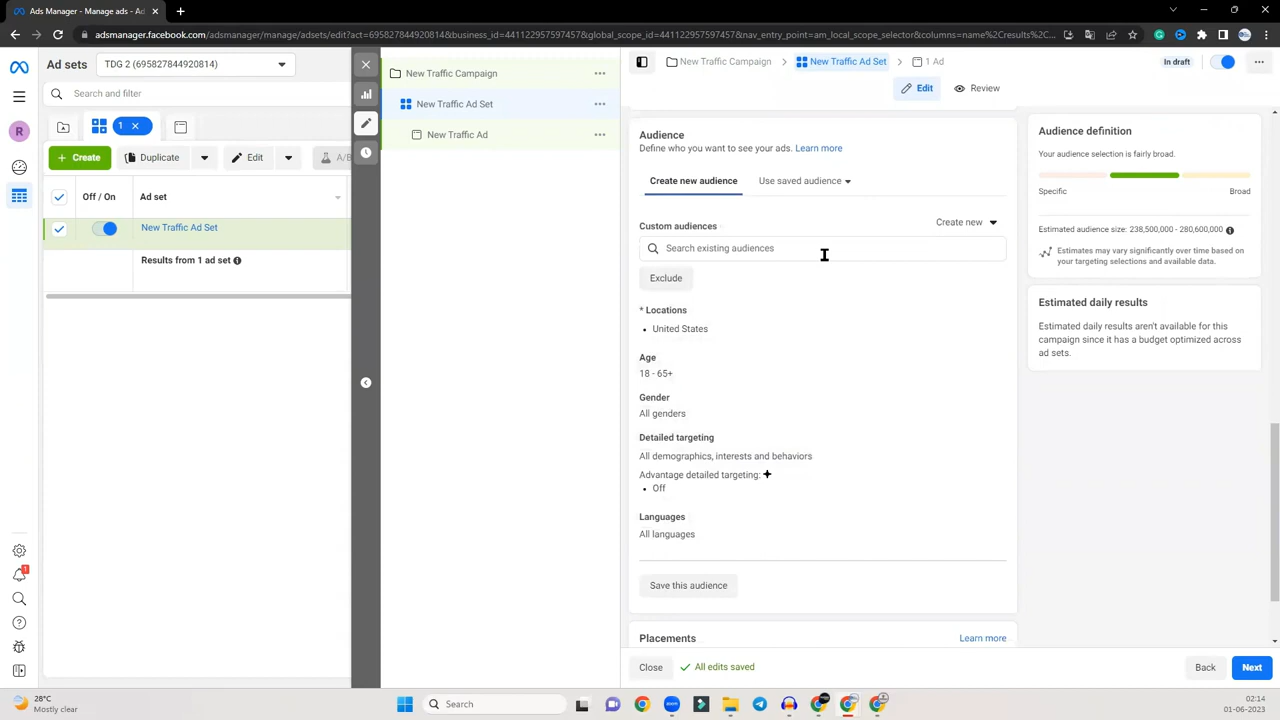 Ads Manager - Manage ads - Ad
adsmanager.facebook.com/adsmanager/manage/adsets/edit?act=695827844920814&business_id=4411227495957509&global_scope_id=4411227495957509&nav_entry_point=am_local_scope_selector&columns=name%2Cresults%2C...
Ad sets
TDG 2 (695827844920814)
Search and filter
1
Create
Duplicate
Edit
A/B
Off / On
Ad set
New Traffic Ad Set
Results from 1 ad set
R
1
New Traffic Campaign
New Traffic Ad Set
New Traffic Ad
New Traffic Campaign
New Traffic Ad Set
1 Ad
In draft
Edit
Review
Audience
Define who you want to see your ads. Learn more
Create new audience
Use saved audience
Custom audiences
Create new
Search existing audiences
Exclude
* Locations
• United States
Age
18 - 65+
Gender
All genders
Detailed targeting
All demographics, interests and behaviors
Advantage detailed targeting:
• Off
Languages
All languages
Save this audience
Placements
Learn more
Close
All edits saved
Back
Next
Audience definition
Your audience selection is fairly broad.
Specific
Broad
Estimated audience size: 238,500,000 - 280,600,000
Estimates may vary significantly over time based on
your targeting selections and available data.
Estimated daily results
Estimated daily results aren't available for this
campaign since it has a budget optimized across
ad sets.
28°C
Mostly clear
Search
02:14
01-06-2023